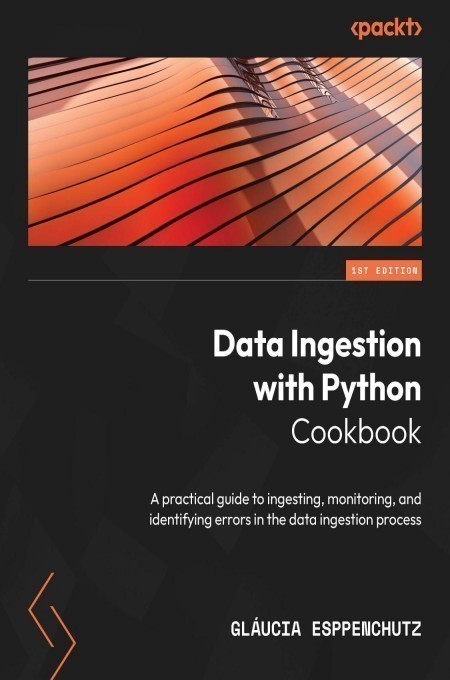 <packt>
1ST EDITION
Data Ingestion
with Python
Cookbook
A practical guide to ingesting, monitoring, and
identifying errors in the data ingestion process
GLÁUCIA ESPPENCHUTZ